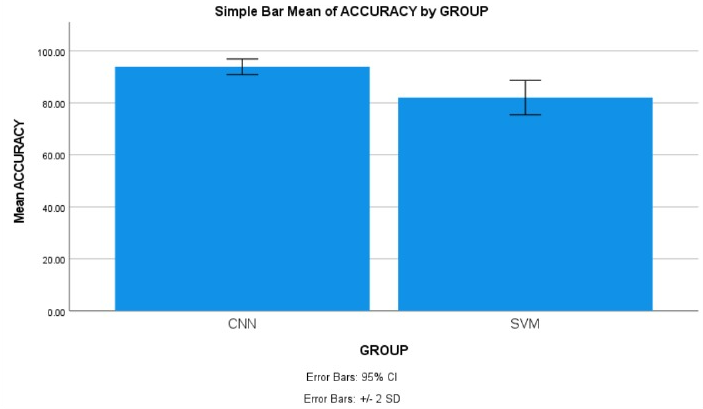 Simple Bar Mean of ACCURACY by GROUP
100.00
80.00
60.00
40.00
20.00
0.00
Mean ACCURACY
CNN
SVM
GROUP
Error Bars: 95% CI
Error Bars: +/- 2 SD